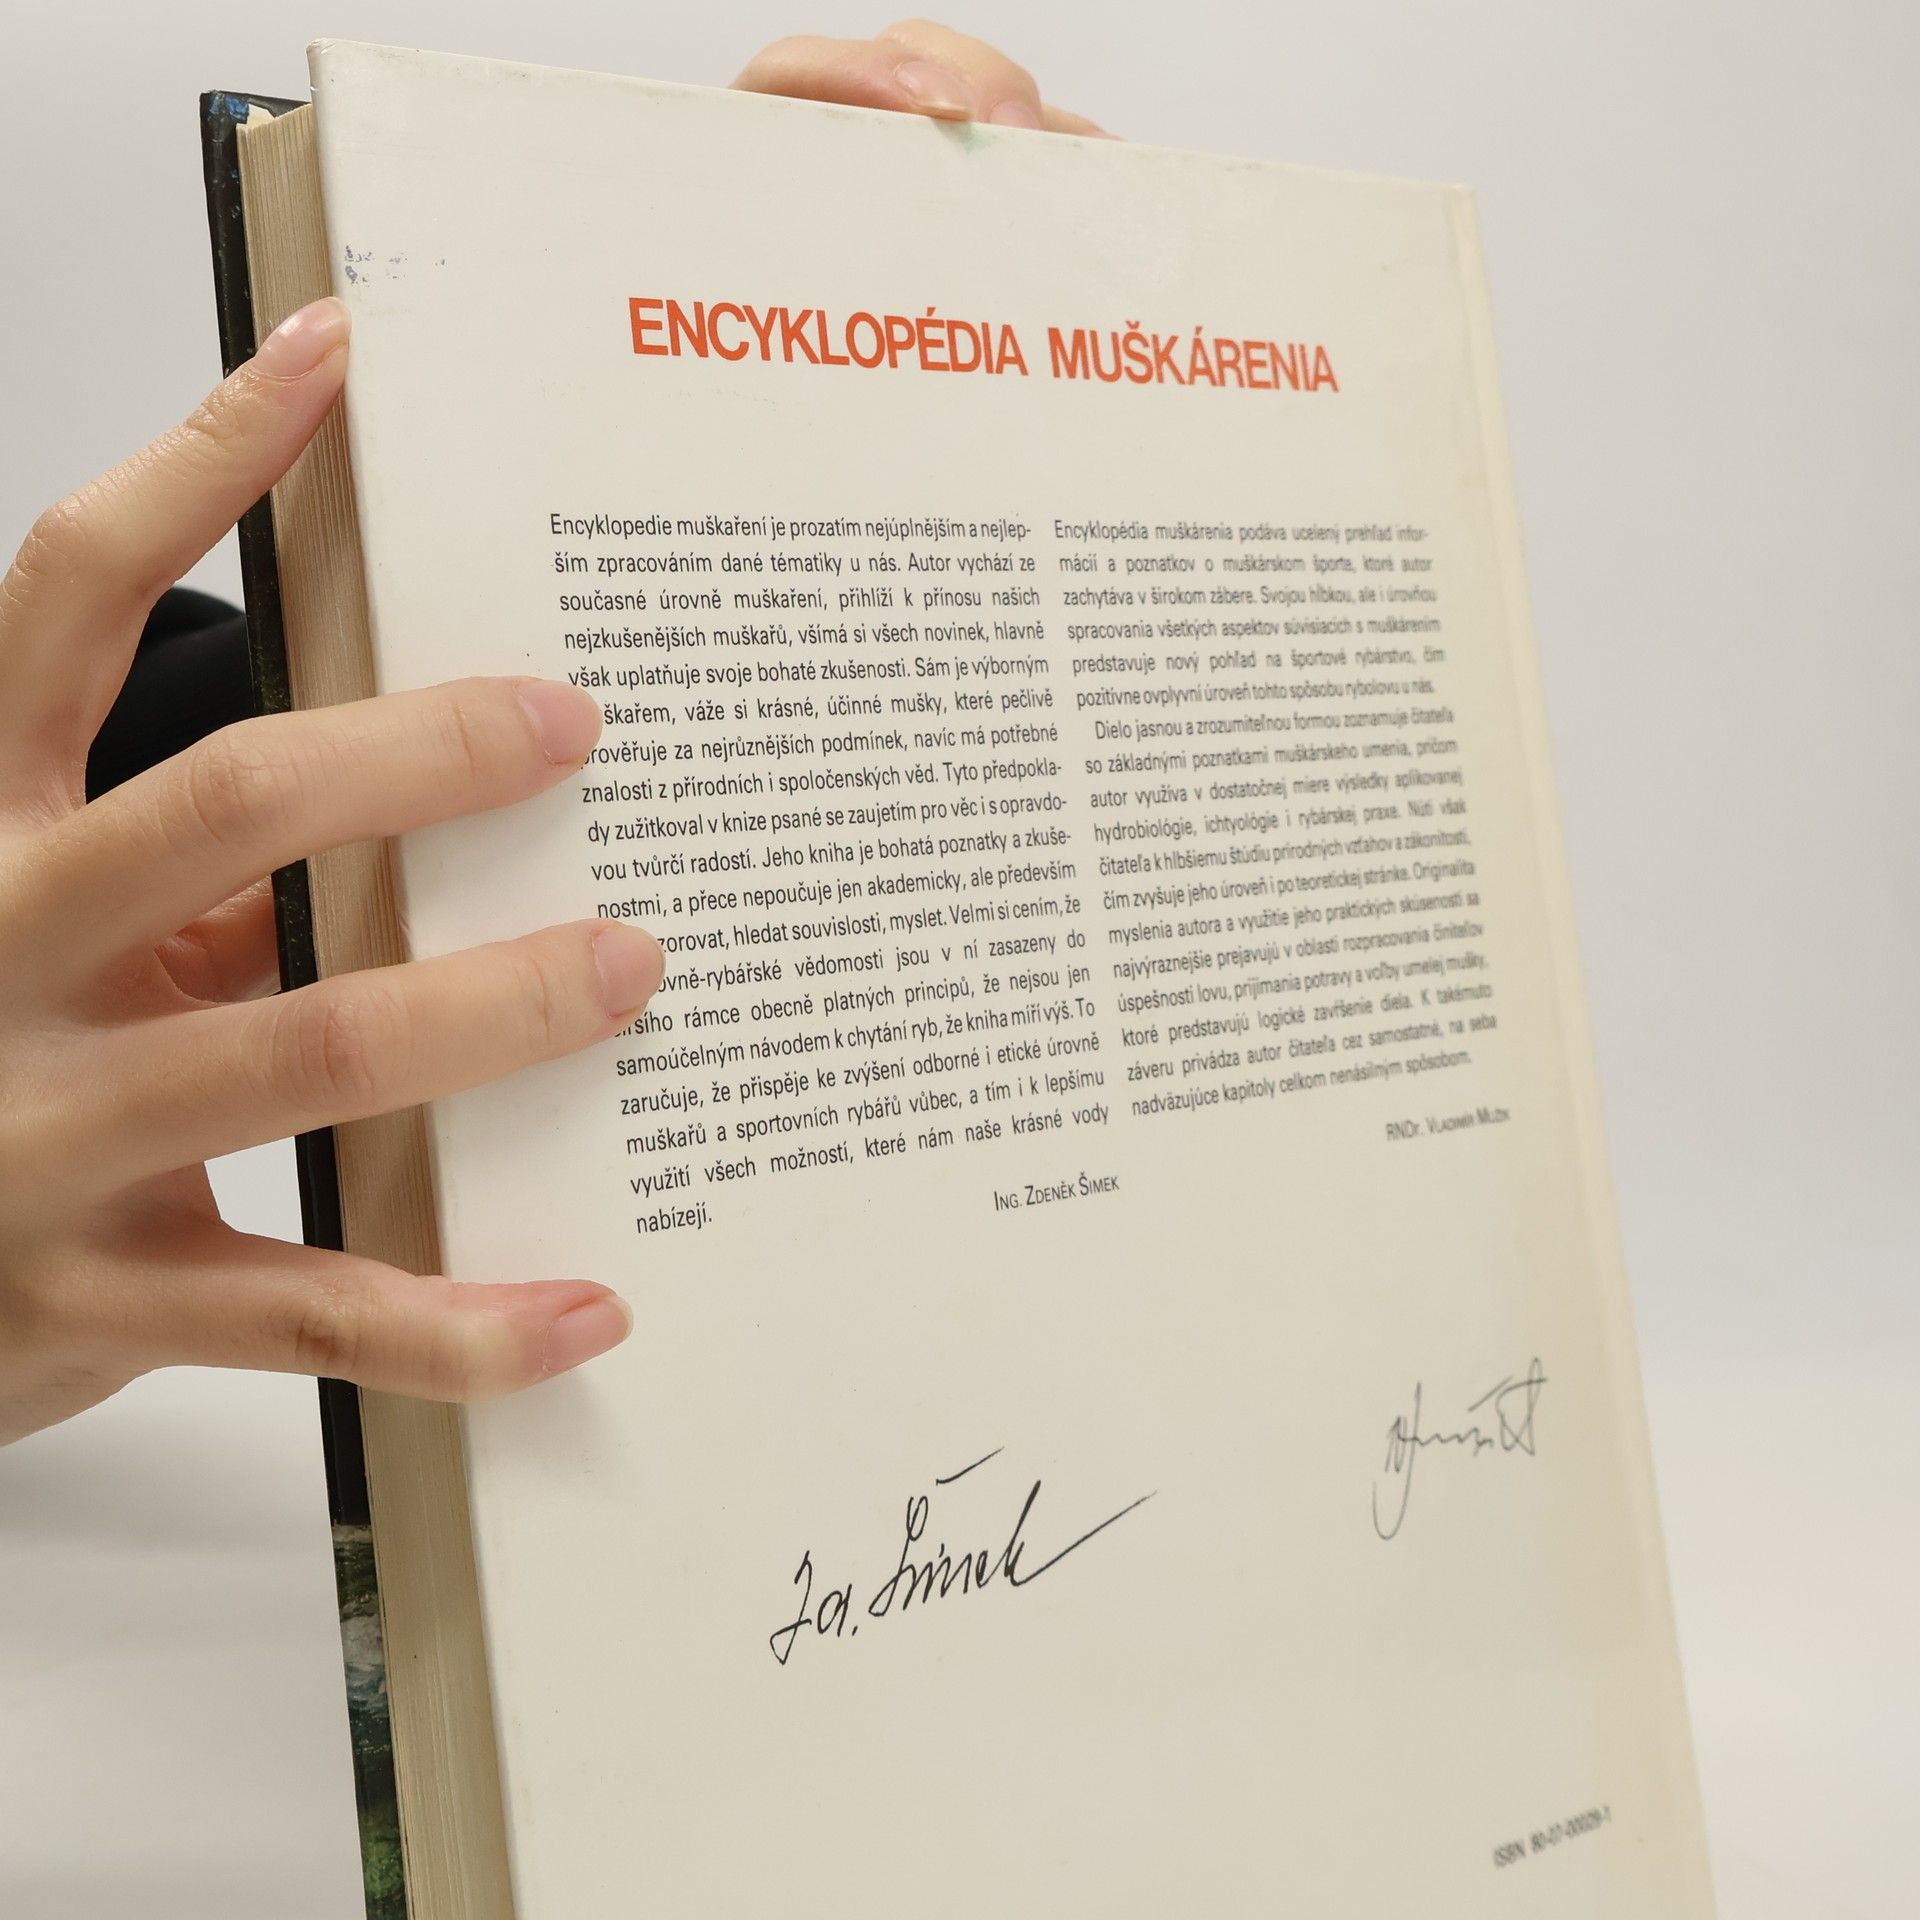 ENCYKLOPÉDIA MUŠKÁRENIA
Encyklopedie muškaření je prozatím nejúplnějším a nejlep-
ším zpracováním dané tématiky u nás. Autor vychází ze
současné úrovně muškaření, přihlíží k přínosu našich
nejzkušenějších muškařů, všímá si všech novinek, hlavně
však uplatňuje svoje bohaté zkušenosti. Sám je výborným
škařem, váže si krásné, účinné mušky, které pečlivě
prověřuje za nejrůznějších podmínek, navíc má potřebné
znalosti z přírodních i spoločenských věd. Tyto předpokla-
dy zužitkoval v knize psané se zaujetím pro věc i s opravdo-
vou tvůrčí radostí. Jeho kniha je bohatá poznatky a zkuše-
nostmi, a přece nepoučuje jen akademicky, ale především
zorovat, hledat souvislosti, myslet. Velmi si cením, že
ovně-rybářské vědomosti jsou v ní zasazeny do
šího rámce obecně platných principů, že nejsou jen
samoúčelným návodem k chytání ryb, že kniha míří výš. To
zaručuje, že přispěje ke zvýšení odborné i etické úrovně
muškařů a sportovních rybářů vůbec, a tím i k lepšímu
využití všech možností, které nám naše krásné vody
nabízejí.
ING. ZDENĚK ŠIMEK
Encyklopédia muškárenia podáva ucelený prehľad infor-
mácií a poznatkov o muškárskom športe, ktoré autor
zachytáva v širokom zábere. Svojou hĺbkou, ale i úrovňou
spracovania všetkých aspektov súvisiacich s muškárením
predstavuje nový pohľad na športové rybárstvo, čím
pozitívne ovplyvní úroveň tohto spôsobu rybolovu u nás.
Dielo jasnou a zrozumiteľnou formou zoznamuje čitateľa
so základnými poznatkami muškárskeho umenia, pričom
autor využíva v dostatočnej miere výsledky aplikovanej
hydrobiológie, ichtyológie i rybárskej praxe. Núti však
čitateľa k hlbšiemu štúdiu prírodných vzťahov a zákonitostí,
čím zvyšuje jeho úroveň i po teoretickej stránke. Originalita
myslenia autora a využitie jeho praktických skúseností sa
najvýraznejšie prejavujú v oblasti rozpracovania činiteľov
úspešnosti lovu, prijímania potravy a voľby umelej mušky,
ktoré predstavujú logické zavŕšenie diela. K takémuto
záveru privádza autor čitateľa cez samostatné, na seba
nadväzujúce kapitoly celkom nenásilným spôsobom.
RNDr. VLADIMÍR MUŽÍK
Šimek
ISBN 80-07-00029-1